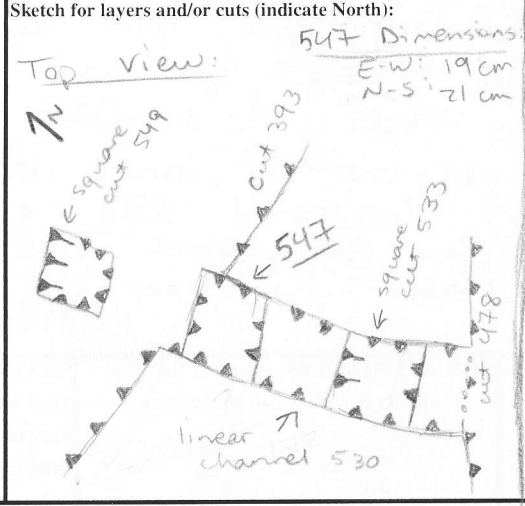 Sketch for layers and/or cuts (indicate North):
547 Dimensions:
E-W: 19 cm
N-S: 21 cm
Top View:
N
square
cut 549
cut 393
547
square
cut 533
cut 478
linear
channel 530